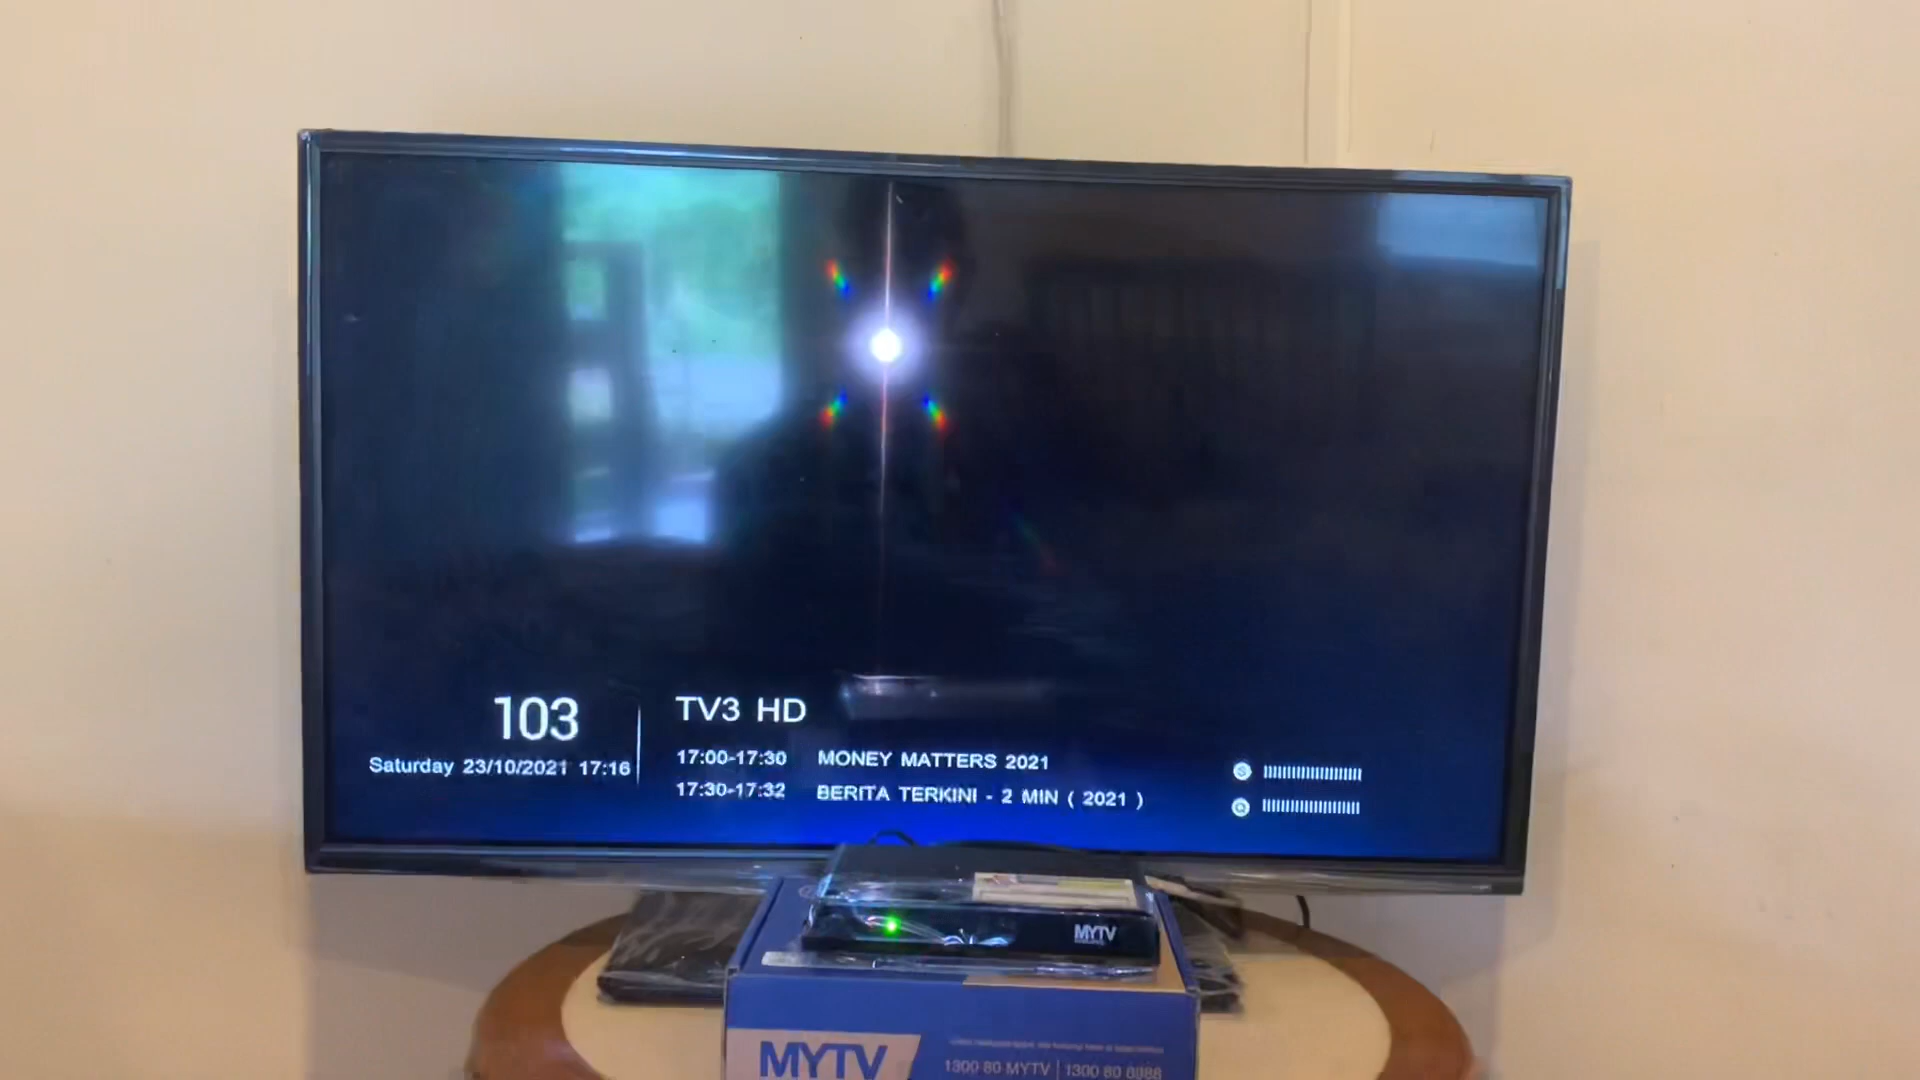 103
Saturday 23/10/2021 17:16
TV3 HD
17:00-17:30 MONEY MATTERS 2021
17:30-17:32 BERITA TERKINI - 2 MIN ( 2021 )
S
Q
MYTV
MYTV
1300 80 MYTV | 1300 80 6988